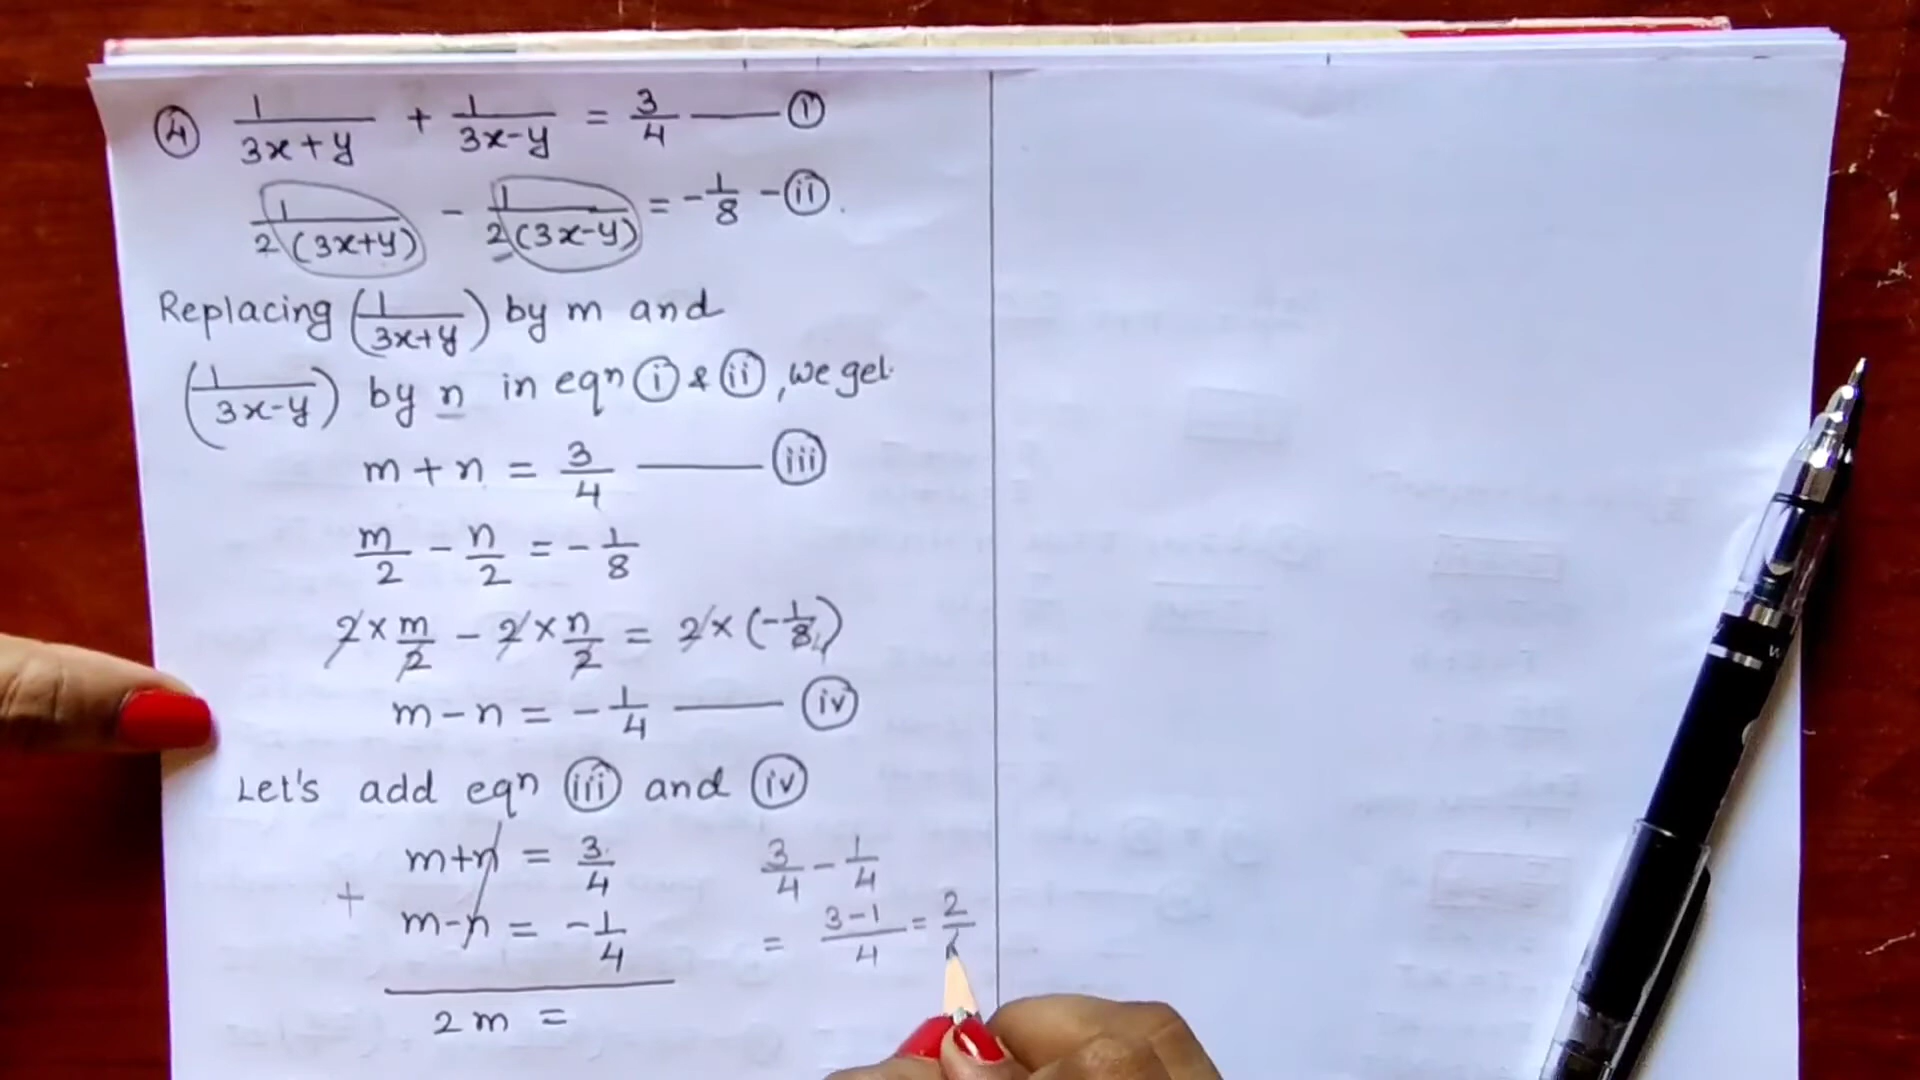 ④ 1/(3x+y) + 1/(3x-y) = 3/4 —— ⓘ
1/2(3x+y) - 1/2(3x-y) = -1/8 - ⓘⓘ.
Replacing (1/3x+y) by m and
(1/3x-y) by n in eqn ⓘ & ⓘⓘ, we get.
m + n = 3/4 —— (iii)
m/2 - n/2 = - 1/8
2 × m/2 - 2 × n/2 = 2 × (-1/8) 4
m - n = - 1/4 —— (iv)
Let's add eqn (iii) and (iv)
m+n = 3/4
+ m-n = - 1/4
2m =
3/4 - 1/4
= (3-1)/4 = 2/